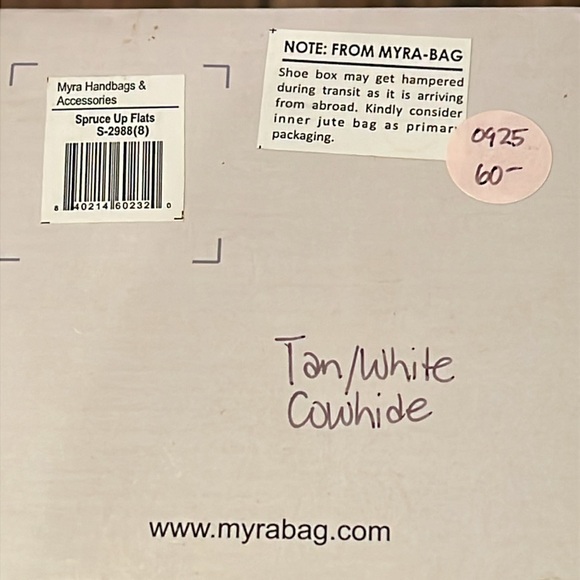 Myra Handbags &
Accessories
Spruce Up Flats
S-2988(8)
8 40214 60232 0
NOTE: FROM MYRA-BAG
Shoe box may get hampered
during transit as it is arriving
from abroad. Kindly consider
inner jute bag as primar
packaging.
0925
60-
Tan/White
Cowhide
www.myrabag.com